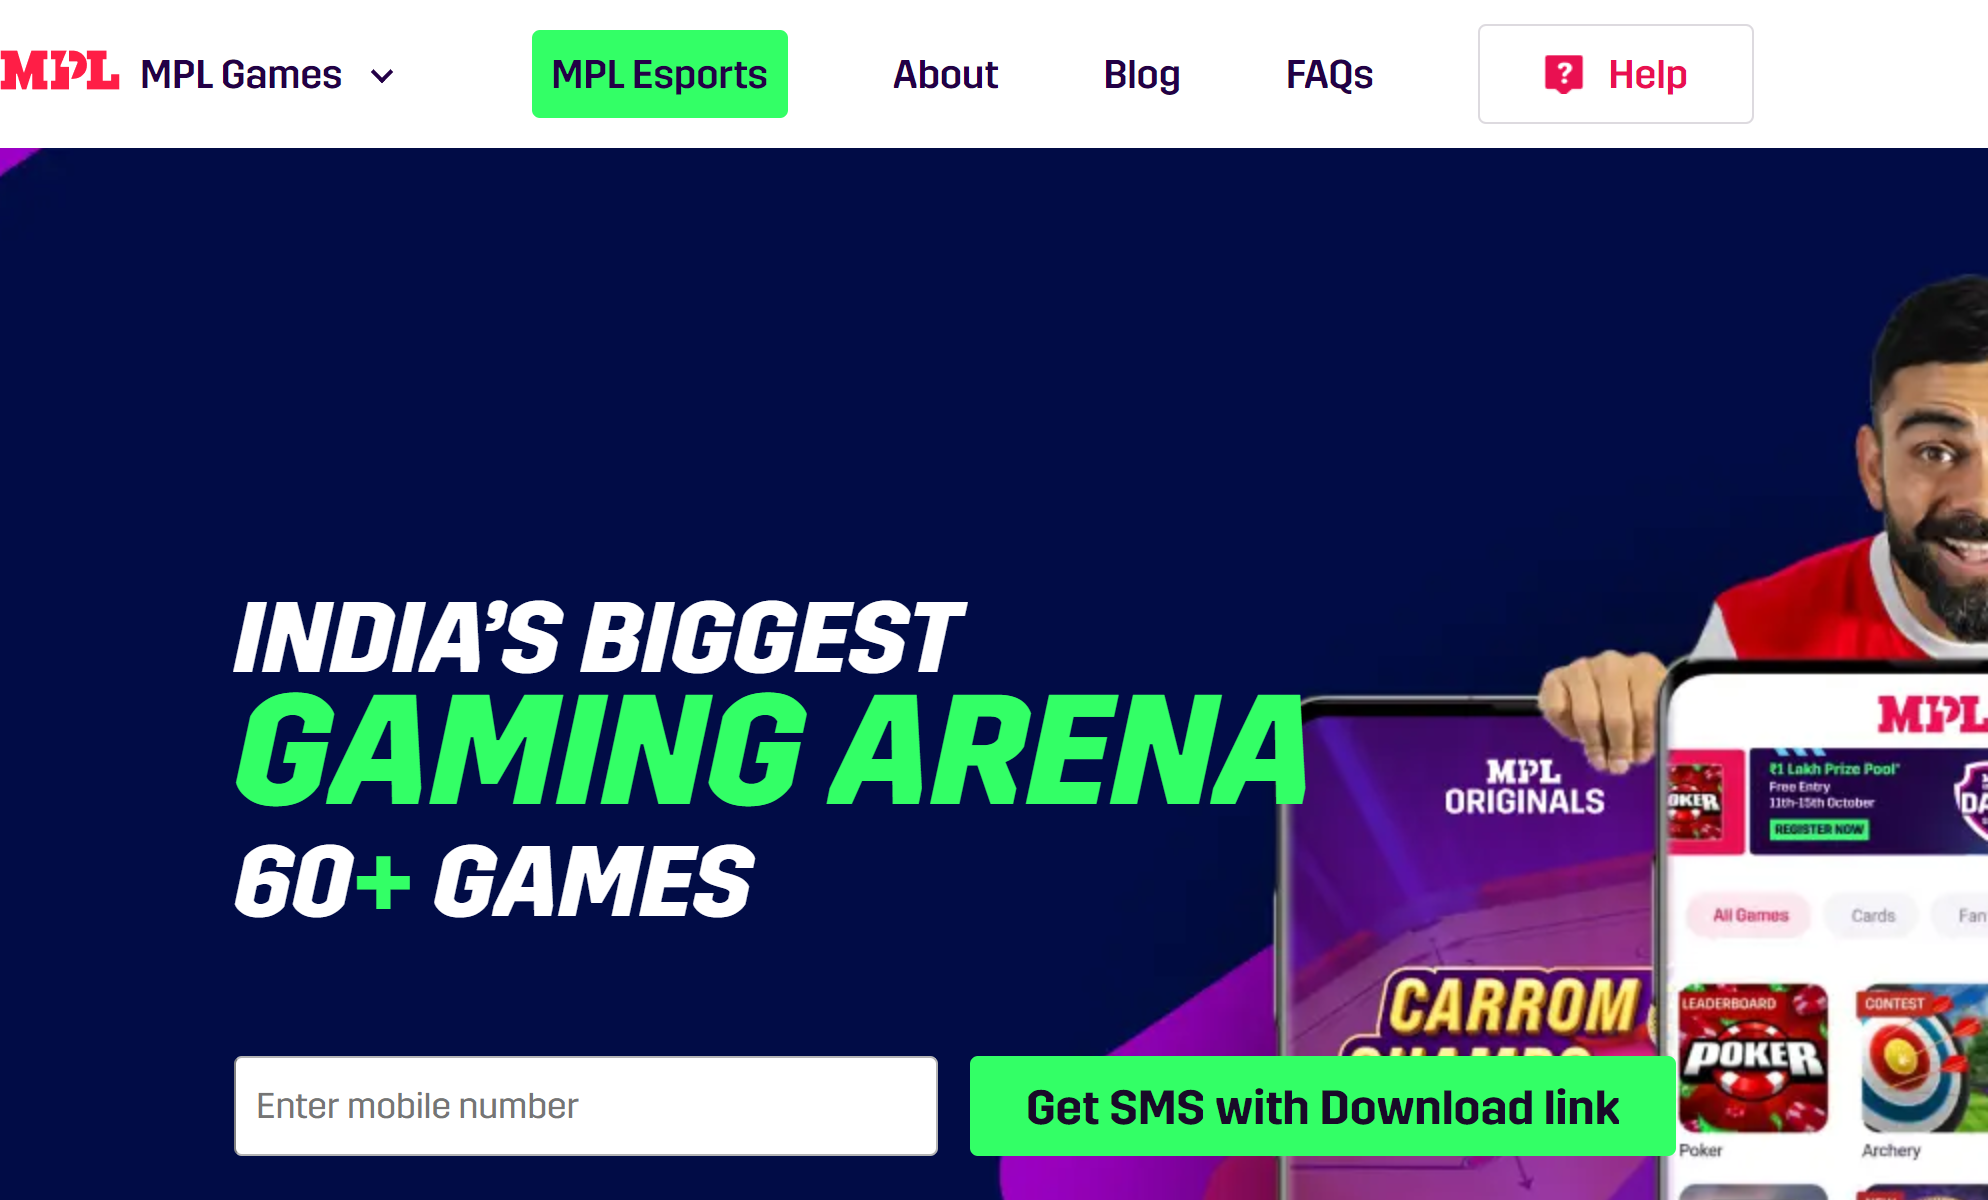 MPL MPL Games MPL Esports About Blog FAQs Help
INDIA’S BIGGEST
GAMING ARENA
60+ GAMES
Enter mobile number
Get SMS with Download link
MPL
ORIGINALS
CARROM
MPL
POKER
₹1 Lakh Prize Pool*
Free Entry
11th-15th October
REGISTER NOW
All Games Cards Fan
LEADERBOARD
POKER
Poker
CONTEST
Archery